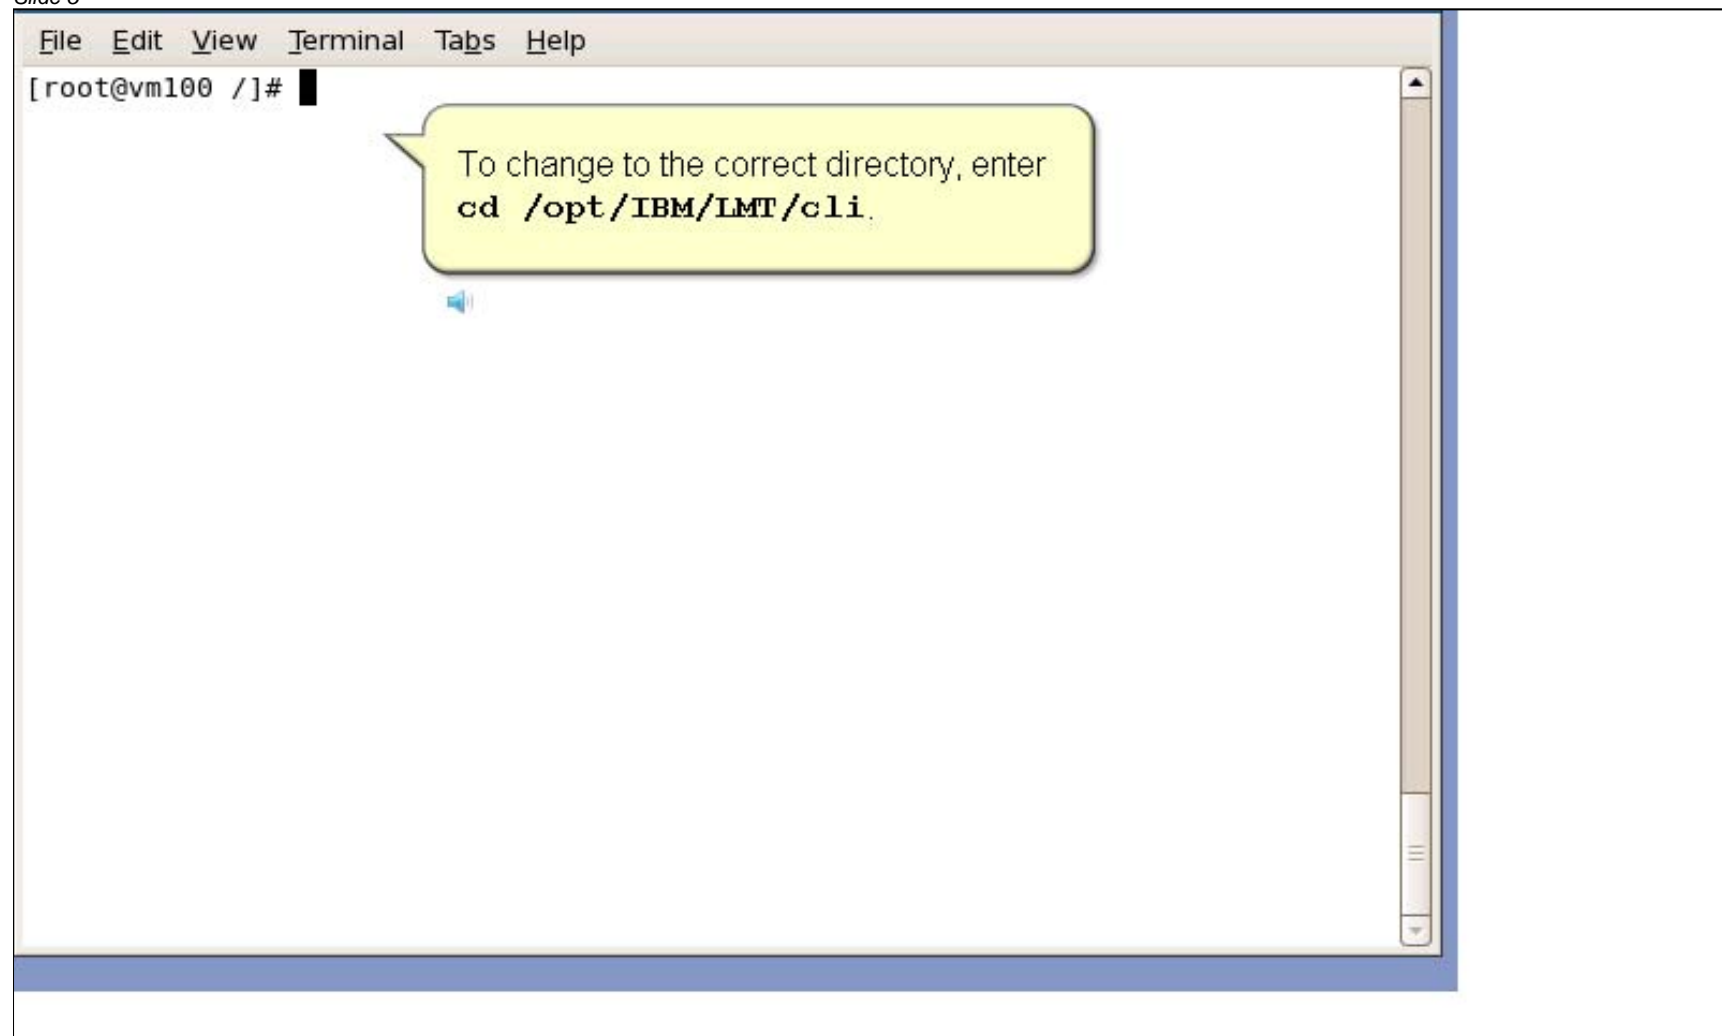 File Edit View Terminal Tabs Help
[root@vm100 /]#
To change to the correct directory, enter
cd /opt/IBM/LMT/cli.